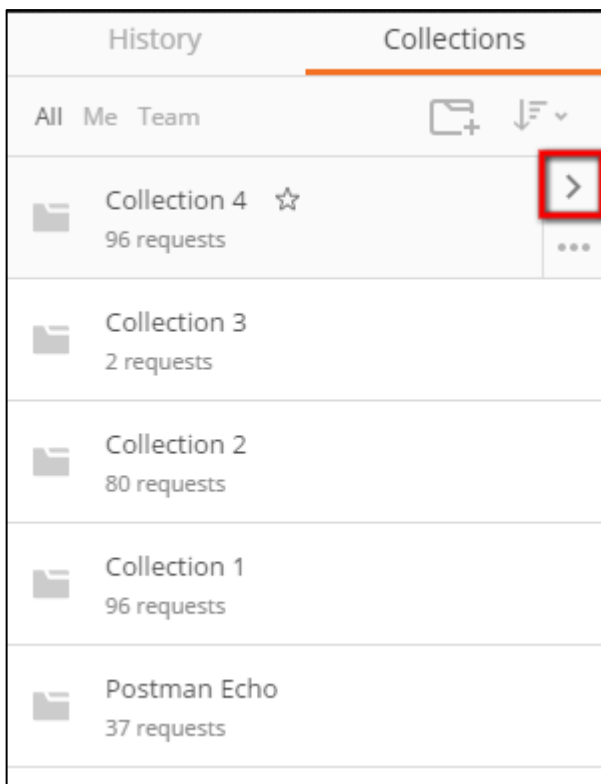 History Collections
All Me Team
Collection 4
96 requests
Collection 3
2 requests
Collection 2
80 requests
Collection 1
96 requests
Postman Echo
37 requests